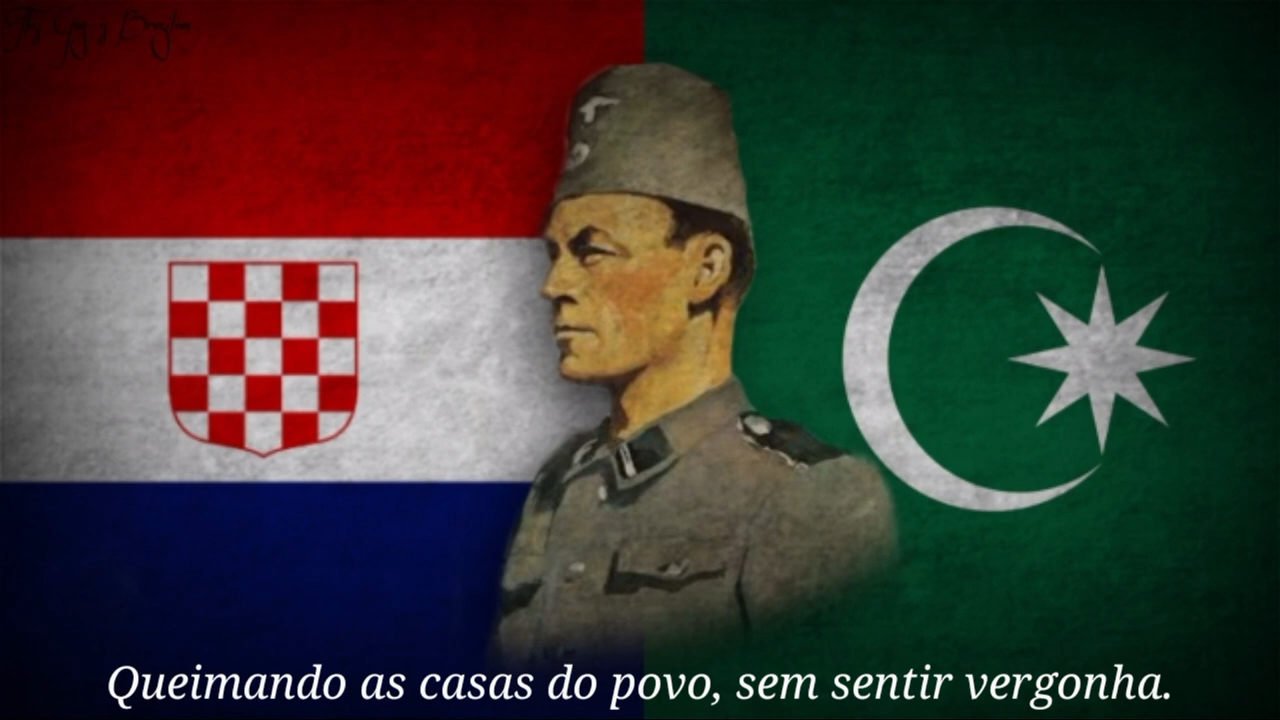 Queimando as casas do povo, sem sentir vergonha.